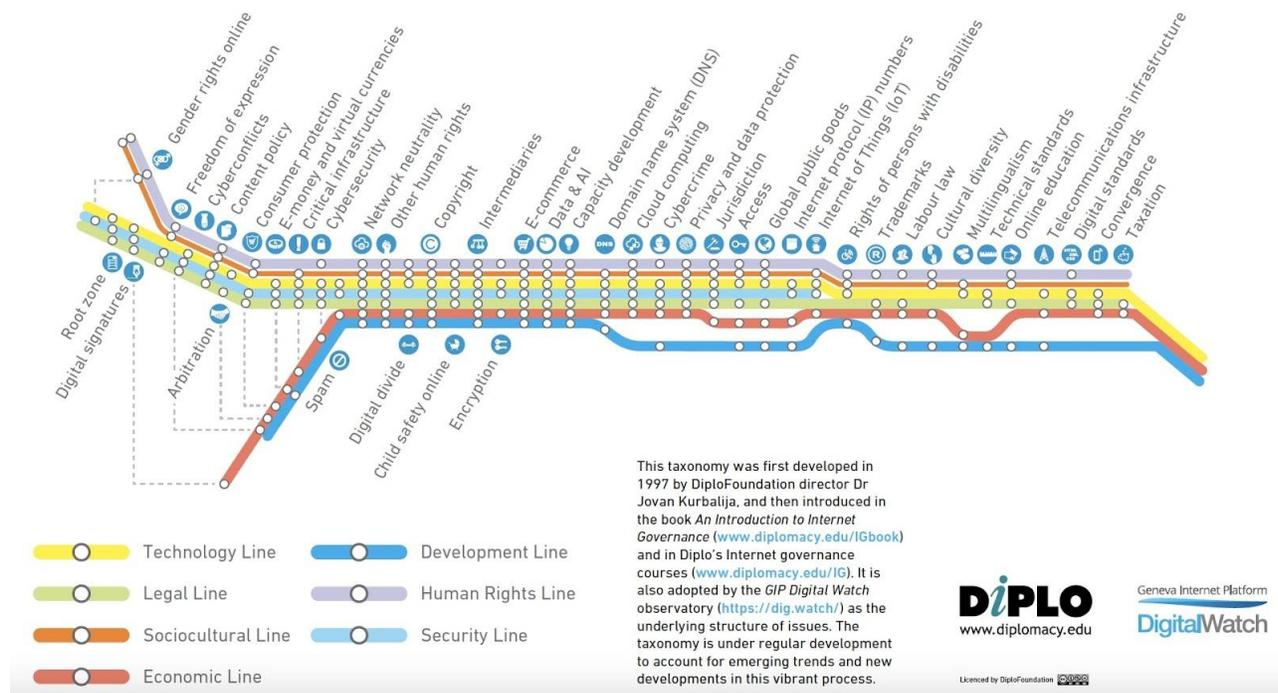 Gender rights online
Freedom of expression
Cyberconflicts
Content policy
Consumer protection
E-money and virtual currencies
Critical infrastructure
Cybersecurity
Network neutrality
Other human rights
Copyright
Intermediaries
E-commerce
Data & AI
Capacity development
Domain name system (DNS)
Cloud computing
Cybercrime
Privacy and data protection
Jurisdiction
Access
Global public goods
Internet protocol (IP) numbers
Internet of Things (IoT)
Rights of persons with disabilities
Trademarks
Labour law
Cultural diversity
Multilingualism
Technical standards
Online education
Telecommunications infrastructure
Digital standards
Convergence
Taxation
DNS
Root zone
Digital signatures
Arbitration
Spam
Digital divide
Child safety online
Encryption
Technology Line
Legal Line
Sociocultural Line
Economic Line
Development Line
Human Rights Line
Security Line
This taxonomy was first developed in
1997 by DiploFoundation director Dr
Jovan Kurbalija, and then introduced in
the book An Introduction to Internet
Governance (www.diplomacy.edu/IGbook)
and in Diplo's Internet governance
courses (www.diplomacy.edu/IG). It is
also adopted by the GIP Digital Watch
observatory (https://dig.watch/) as the
underlying structure of issues. The
taxonomy is under regular development
to account for emerging trends and new
developments in this vibrant process.
DiPLO
www.diplomacy.edu
Licenced by DiploFoundation
Geneva Internet Platform
DigitalWatch